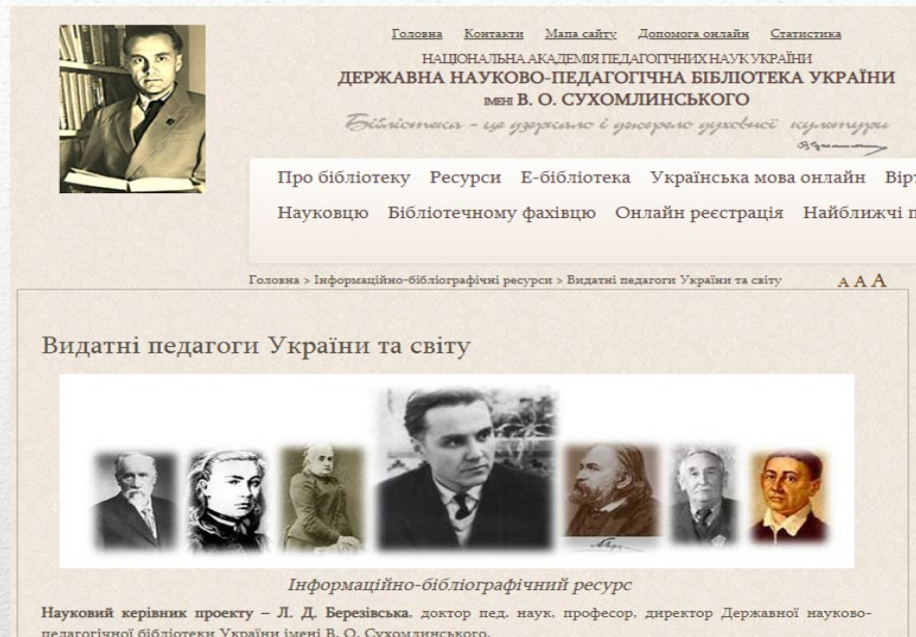 Головна Контакти Мапа сайту Допомога онлайн Статистика
НАЦІОНАЛЬНА АКАДЕМІЯ ПЕДАГОГІЧНИХ НАУК УКРАЇНИ
ДЕРЖАВНА НАУКОВО-ПЕДАГОГІЧНА БІБЛІОТЕКА УКРАЇНИ
ІМЕНІ В. О. СУХОМЛИНСЬКОГО
Бібліотека – це дзеркало і джерело духовної культури
Про бібліотеку Ресурси Е-бібліотека Українська мова онлайн Вірт
Науковцю Бібліотечному фахівцю Онлайн реєстрація Найближчі п
Головна > Інформаційно-бібліографічні ресурси > Видатні педагоги України та світу А А А
Видатні педагоги України та світу
Інформаційно-бібліографічний ресурс
Науковий керівник проекту – Л. Д. Березівська, доктор пед. наук, професор, директор Державної науково-
педагогічної бібліотеки України імені В. О. Сухомлинського.